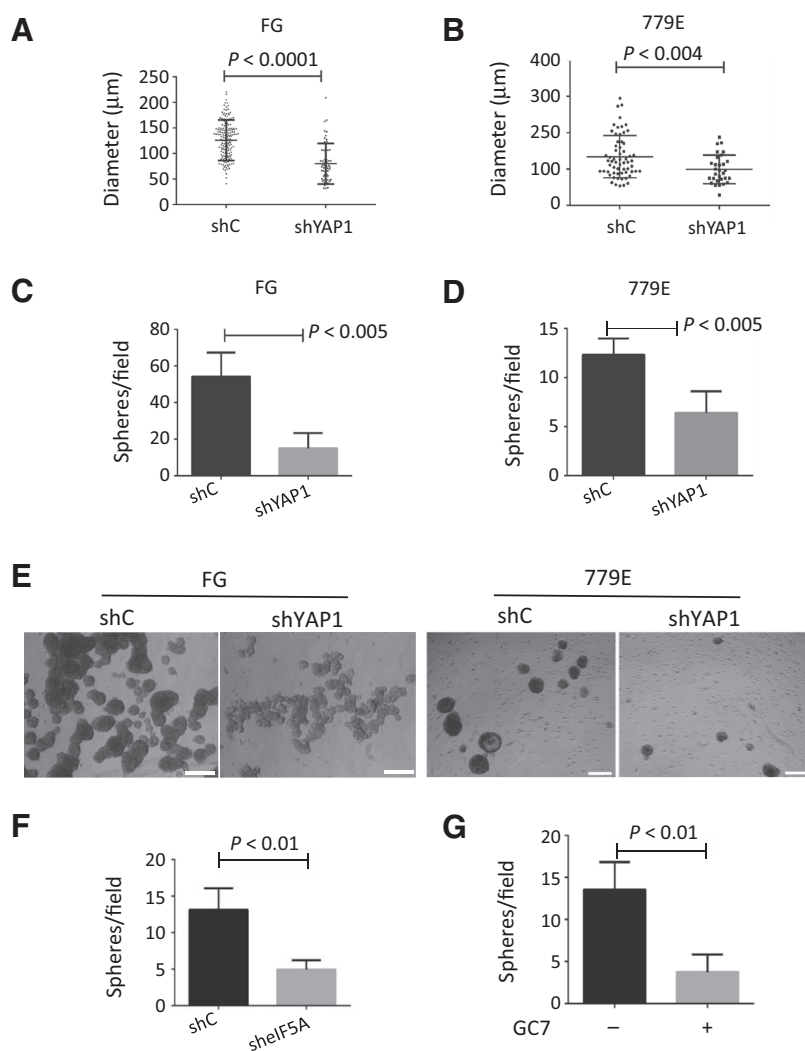 A
FG
P < 0.0001
Diameter (μm)
250
200
150
100
50
0
shC
shYAP1
B
779E
P < 0.004
Diameter (μm)
400
300
250
100
0
shC
shYAP1
C
FG
P < 0.005
Spheres/field
80
60
40
20
0
shC
shYAP1
D
779E
P < 0.005
Spheres/field
15
10
5
0
shC
shYAP1
E
FG
779E
shC
shYAP1
shC
shYAP1
F
P < 0.01
Spheres/field
20
15
10
5
0
shC
sheIF5A
G
P < 0.01
Spheres/field
20
15
10
5
0
GC7 – +